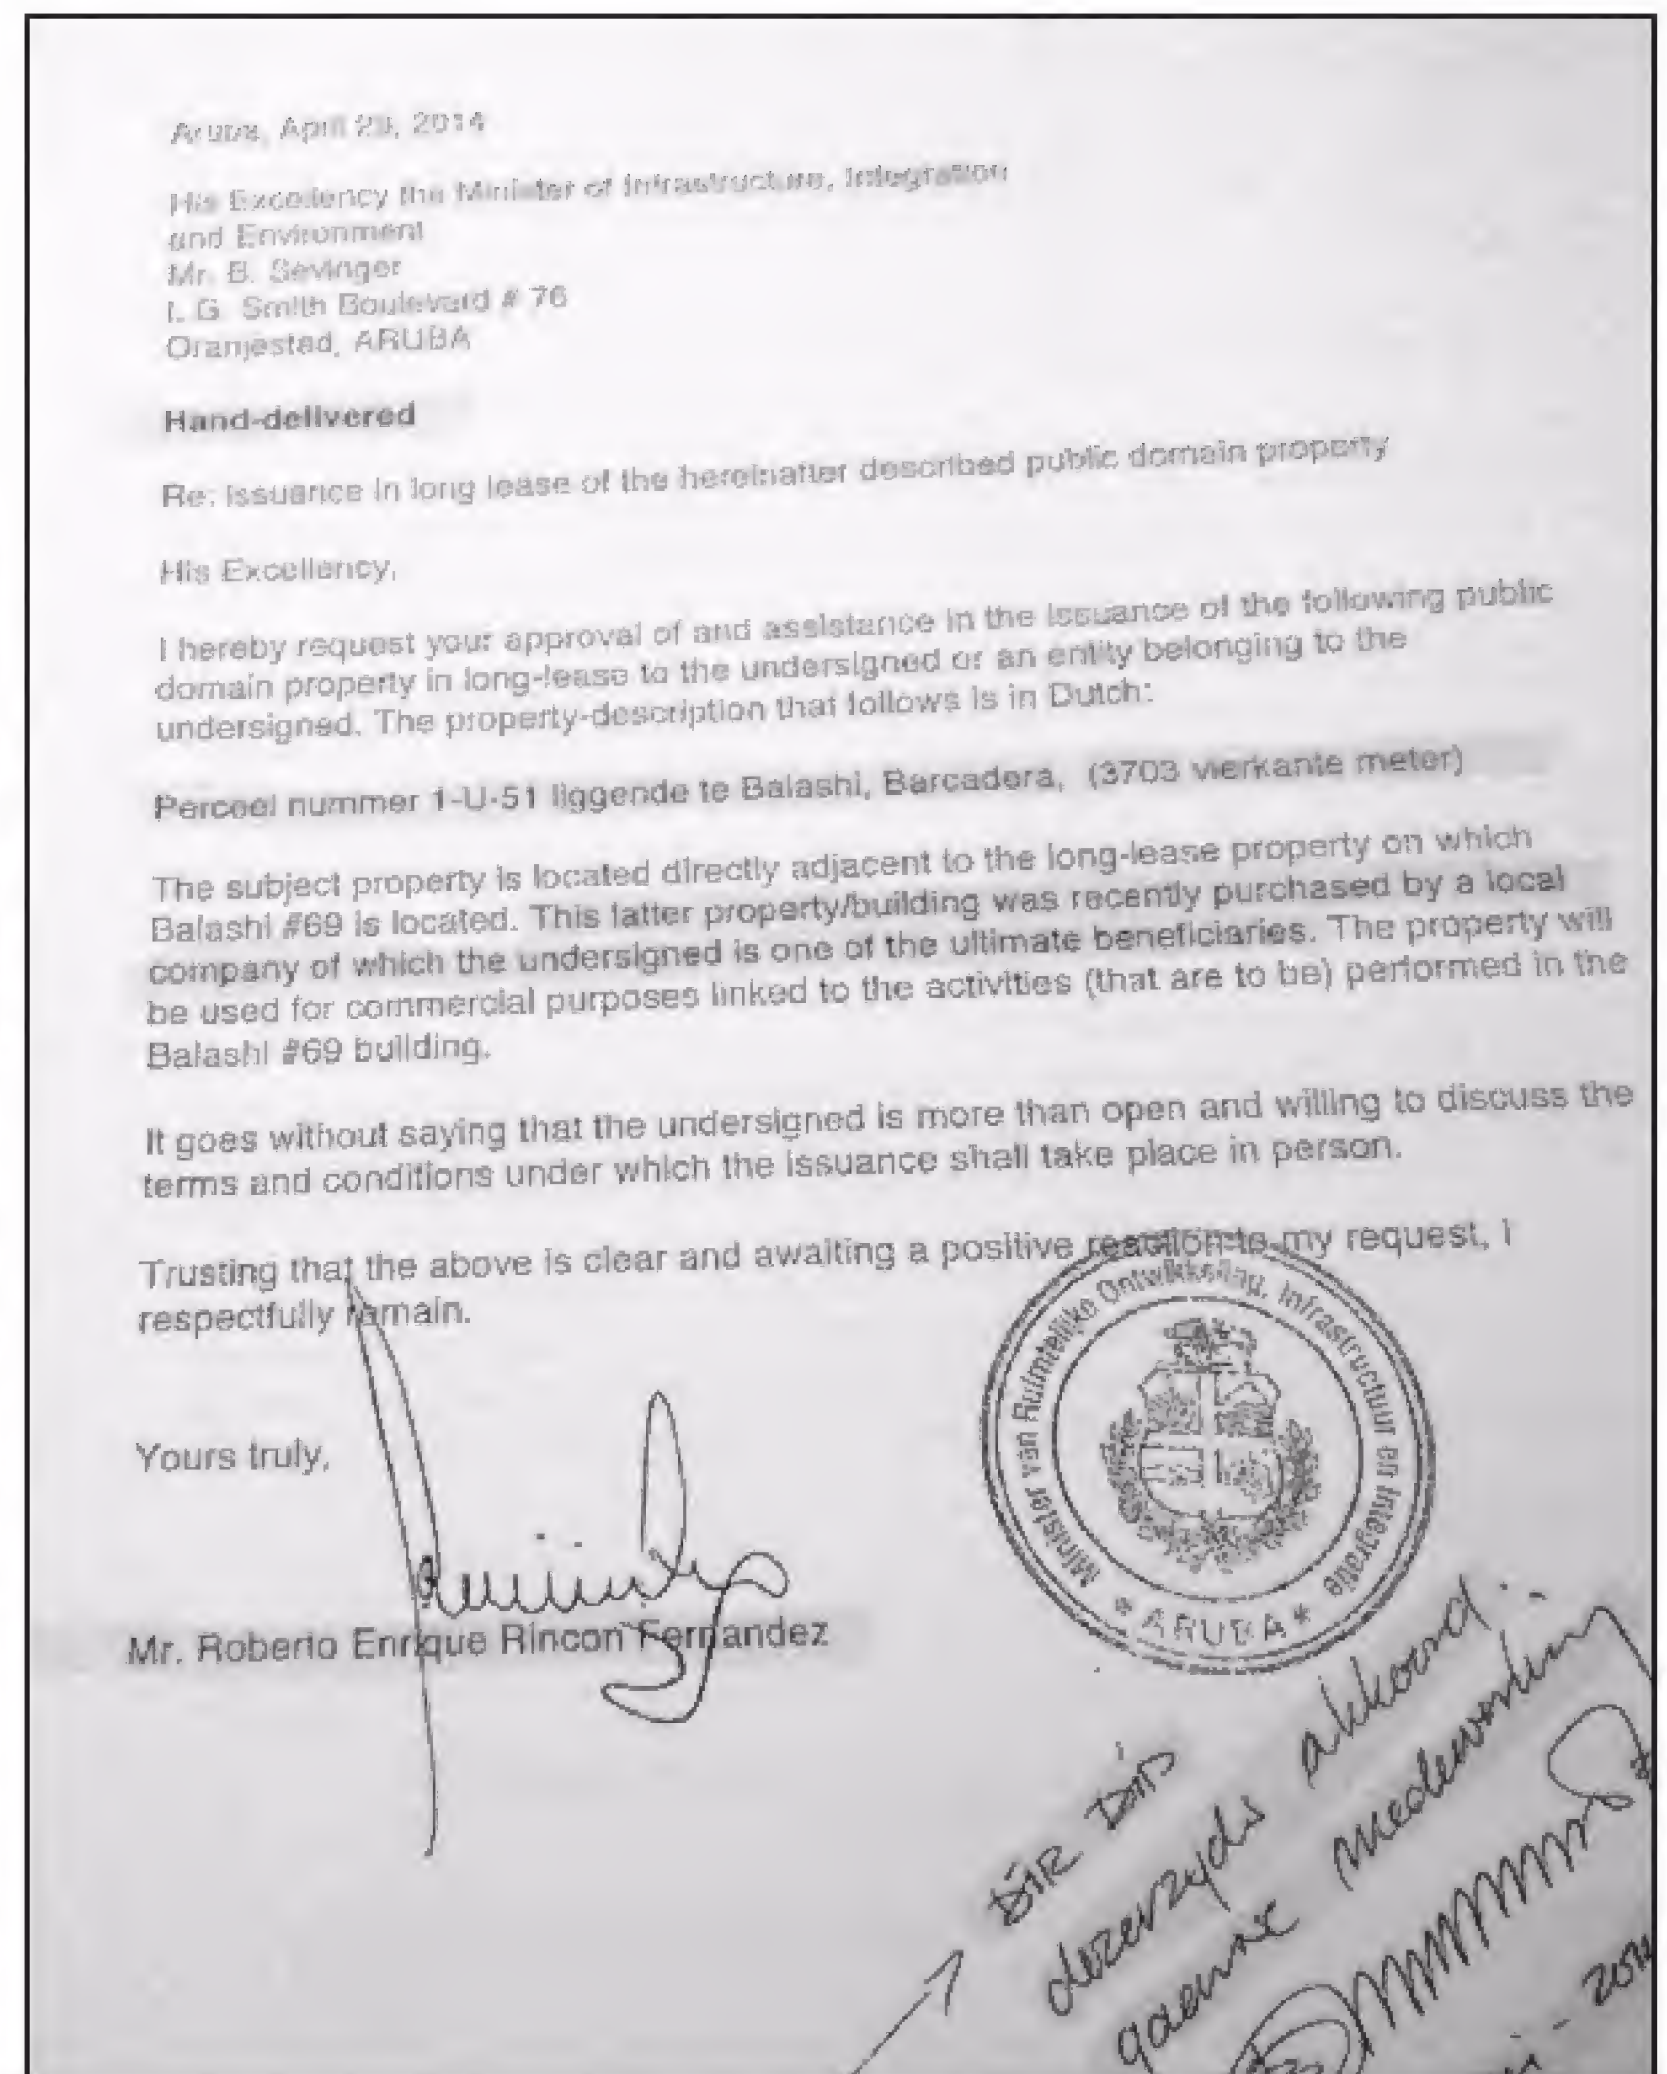 Aruba, April 23, 2014
His Excellency the Minister of Infrastructure, Integration
and Environment
Mr. B. Sevinger
L. G. Smith Boulevard # 76
Oranjestad, ARUBA
Hand-delivered
Re: Issuance in long lease of the hereinafter described public domain property
His Excellency,
I hereby request your approval of and assistance in the issuance of the following public
domain property in long-lease to the undersigned or an entity belonging to the
undersigned. The property-description that follows is in Dutch:
Perceel nummer 1-U-51 liggende te Balashi, Barcadera, (3703 vierkante meter)
The subject property is located directly adjacent to the long-lease property on which
Balashi #69 is located. This latter property/building was recently purchased by a local
company of which the undersigned is one of the ultimate beneficiaries. The property will
be used for commercial purposes linked to the activities (that are to be) performed in the
Balashi #69 building.
It goes without saying that the undersigned is more than open and willing to discuss the
terms and conditions under which the issuance shall take place in person.
Trusting that the above is clear and awaiting a positive reaction to my request, I
respectfully remain.
Yours truly,
Mr. Roberto Enrique Rincon Fernandez
Minister van Ruimtelijke Ontwikkeling, Infrastructuur en Integratie
* ARUBA *
DIR DIP
dezerzyds akkoord.
gaerne medewerking
2014